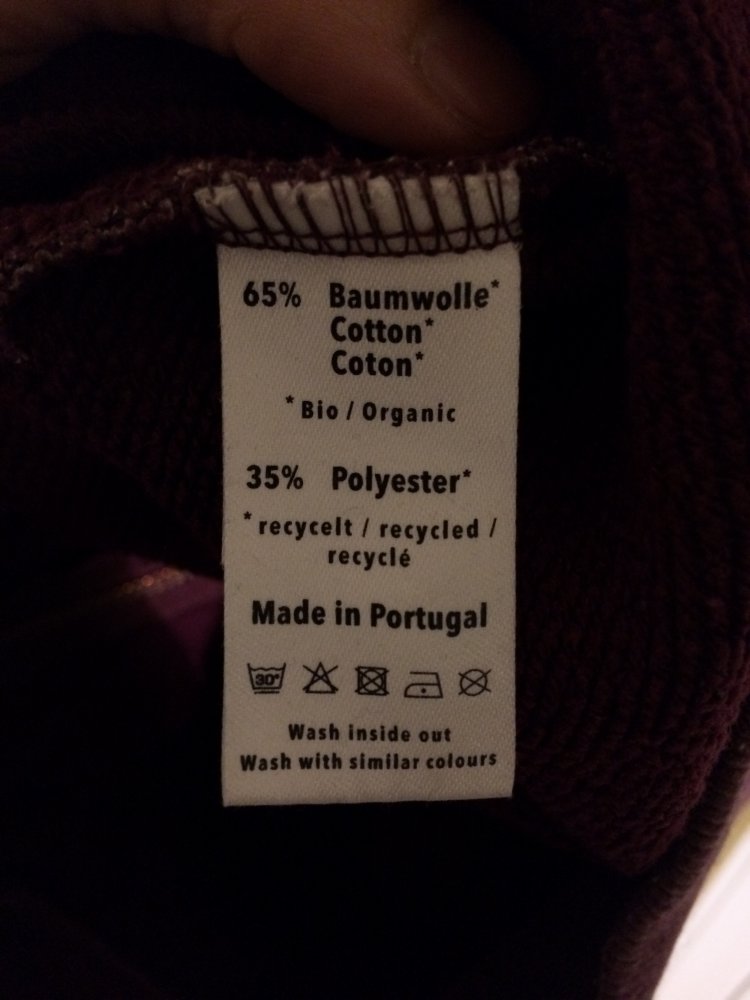 65% Baumwolle*
Cotton*
Coton*
*Bio / Organic
35% Polyester*
*recycelt / recycled /
recyclé
Made in Portugal
30°
Wash inside out
Wash with similar colours